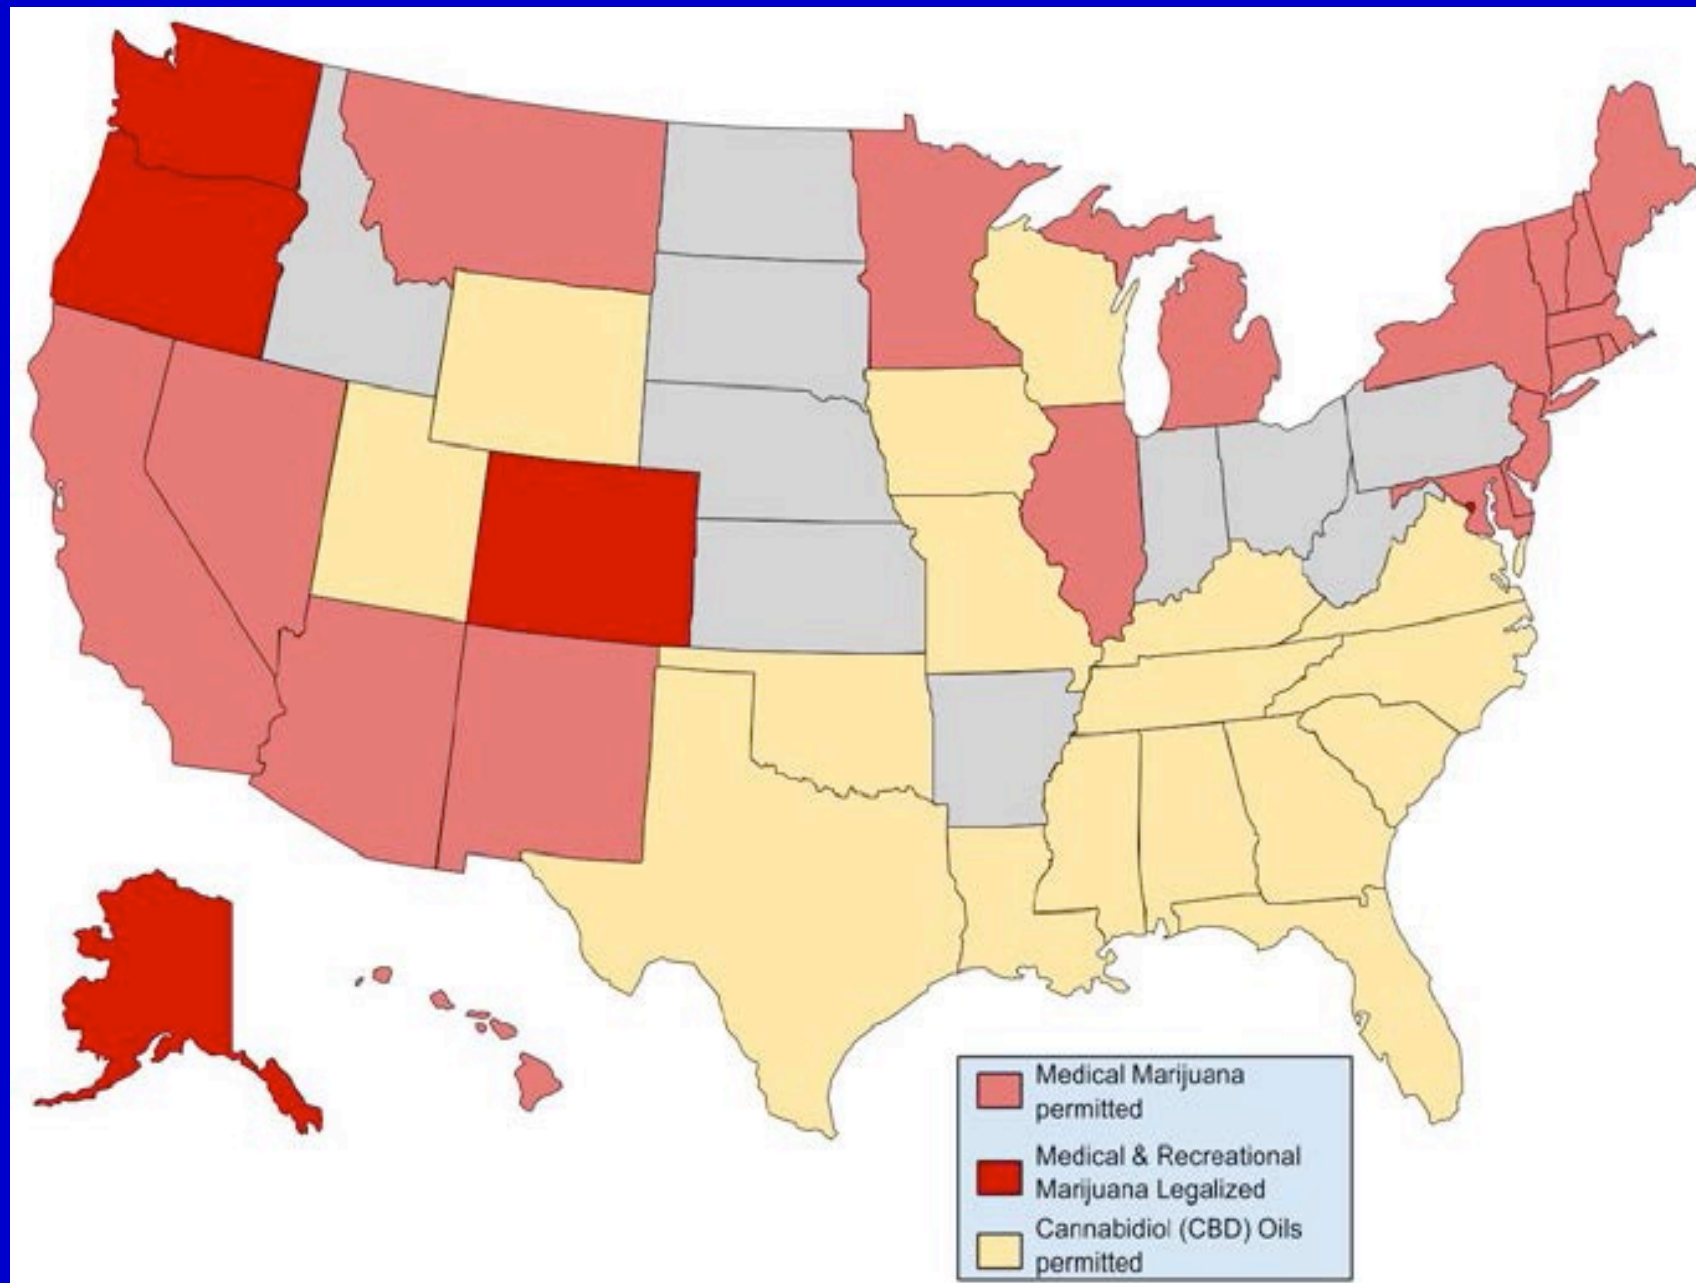 Medical Marijuana
permitted
Medical & Recreational
Marijuana Legalized
Cannabidiol (CBD) Oils
permitted